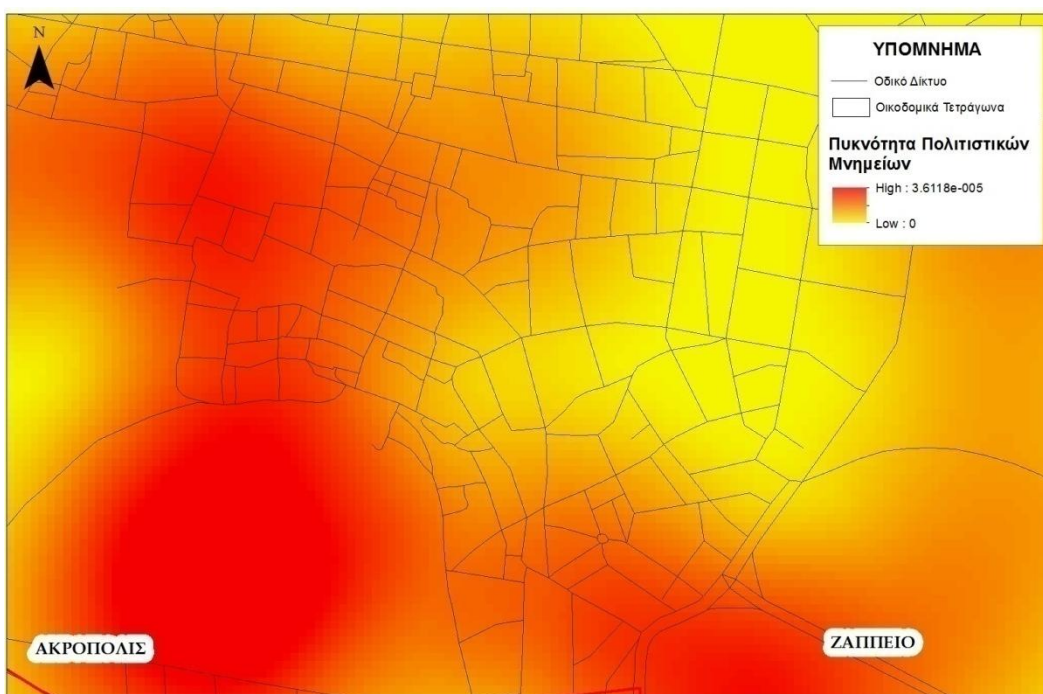 N
ΥΠΟΜΝΗΜΑ
Οδικό Δίκτυο
Οικοδομικά Τετράγωνα
Πυκνότητα Πολιτιστικών
Μνημείων
High : 3.6118e-005
Low : 0
ΑΚΡΟΠΟΛΙΣ
ΖΑΠΠΕΙΟ